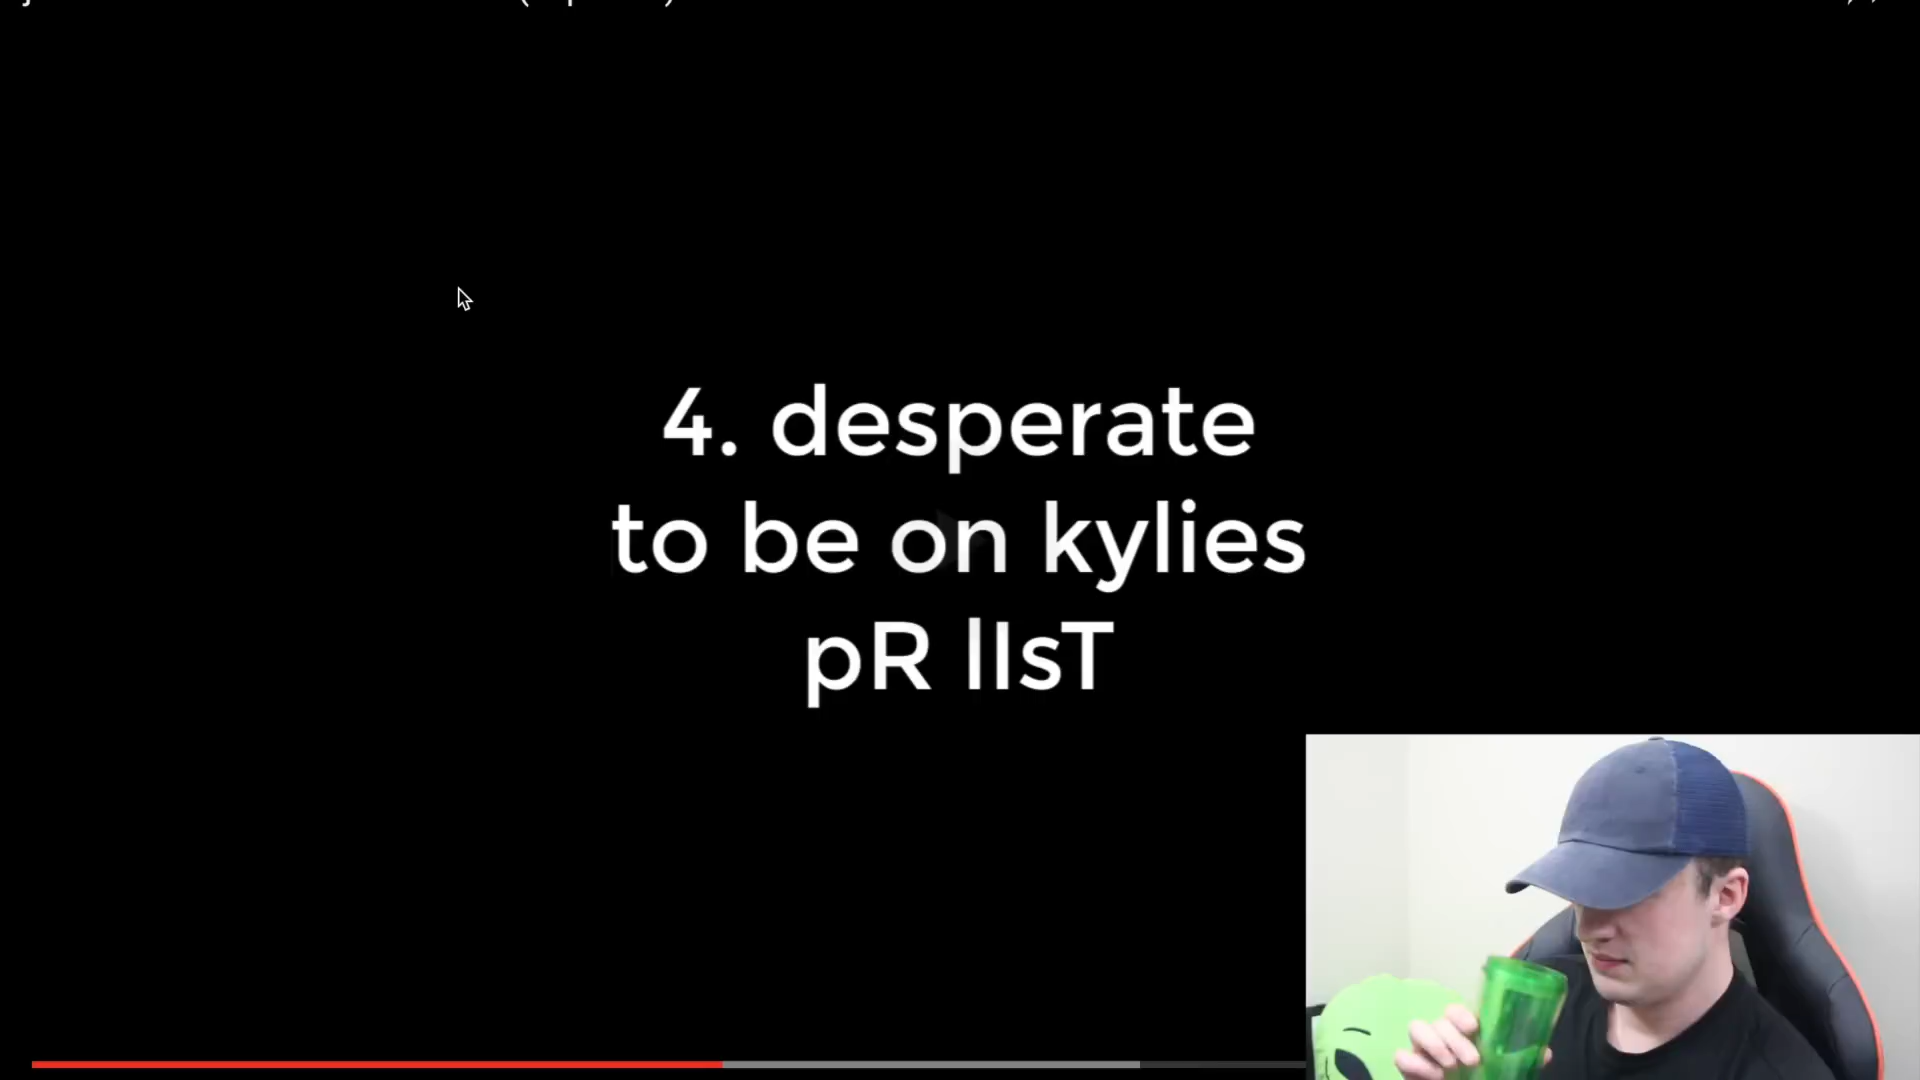 4. desperate
to be on kylies
pR lIsT